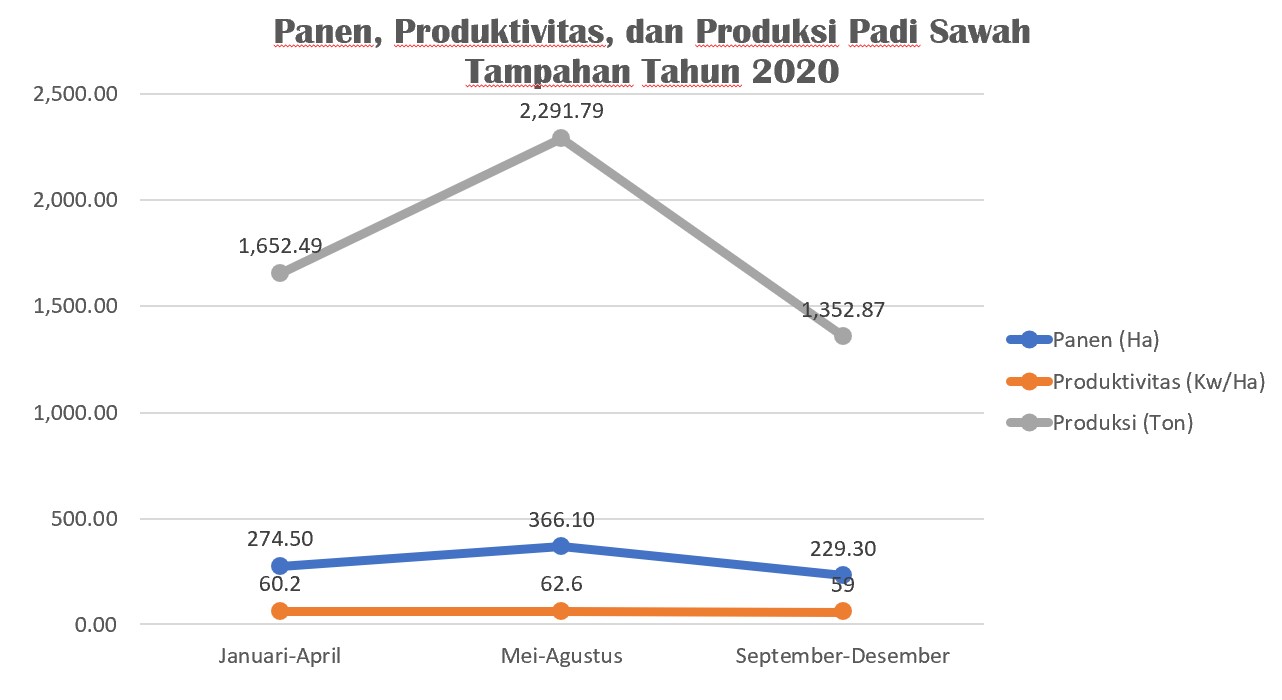 Panen, Produktivitas, dan Produksi Padi Sawah
Tampahan Tahun 2020
2,500.00
2,291.79
2,000.00
1,652.49
1,500.00
1,352.87
Panen (Ha)
Produktivitas (Kw/Ha)
1,000.00
Produksi (Ton)
500.00
366.10
274.50
229.30
60.2
62.6
59
0.00
Januari-April
Mei-Agustus
September-Desember